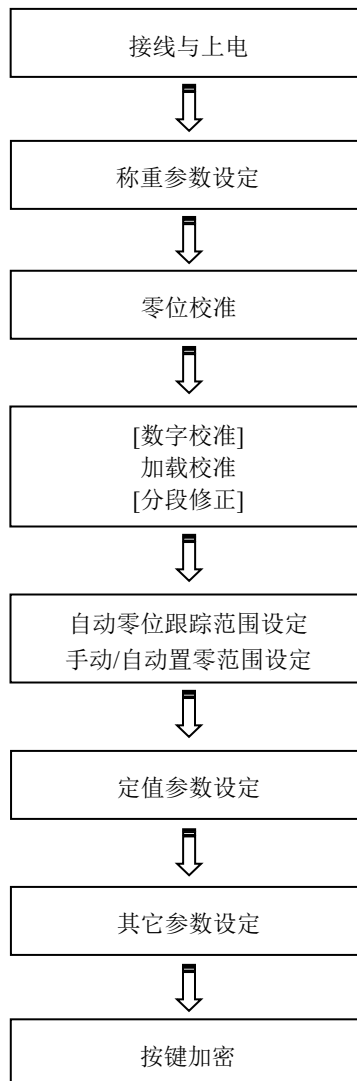 接线与上电
称重参数设定
零位校准
[数字校准]
加载校准
[分段修正]
自动零位跟踪范围设定
手动/自动置零范围设定
定值参数设定
其它参数设定
按键加密